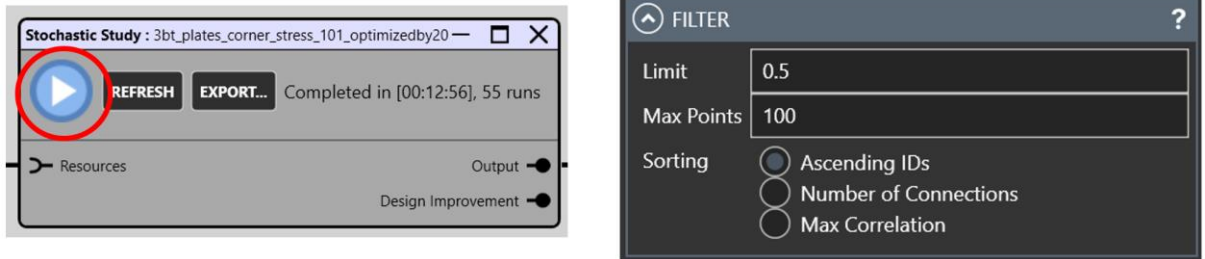 Stochastic Study : 3bt_plates_corner_stress_101_optimizedby20
REFRESH EXPORT... Completed in [00:12:56], 55 runs
Resources Output
Design Improvement
FILTER ?
Limit 0.5
Max Points 100
Sorting Ascending IDs
Number of Connections
Max Correlation